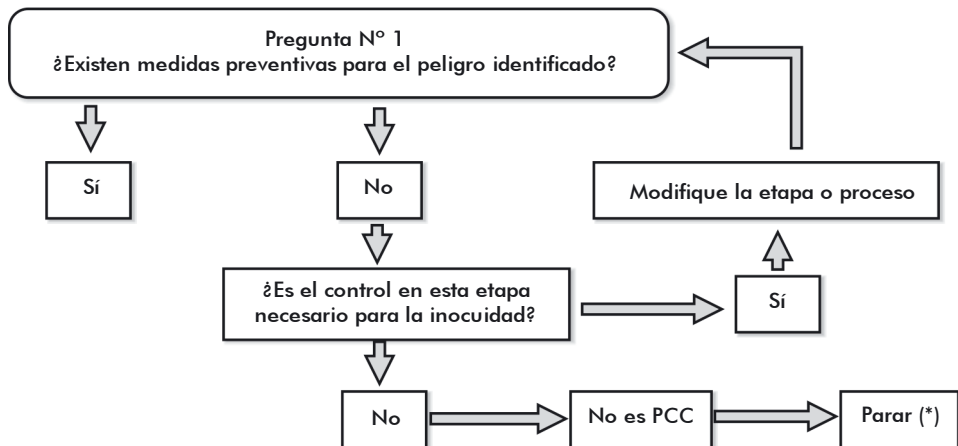 Pregunta Nº 1
¿Existen medidas preventivas para el peligro identificado?
Sí
No
Modifique la etapa o proceso
¿Es el control en esta etapa
necesario para la inocuidad?
Sí
No
No es PCC
Parar (*)